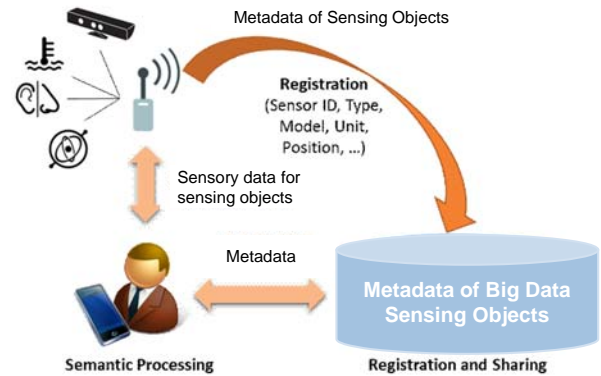 Metadata of Sensing Objects
Registration
(Sensor ID, Type,
Model, Unit,
Position, ...)
Sensory data for
sensing objects
Metadata
Metadata of Big Data
Sensing Objects
Semantic Processing
Registration and Sharing